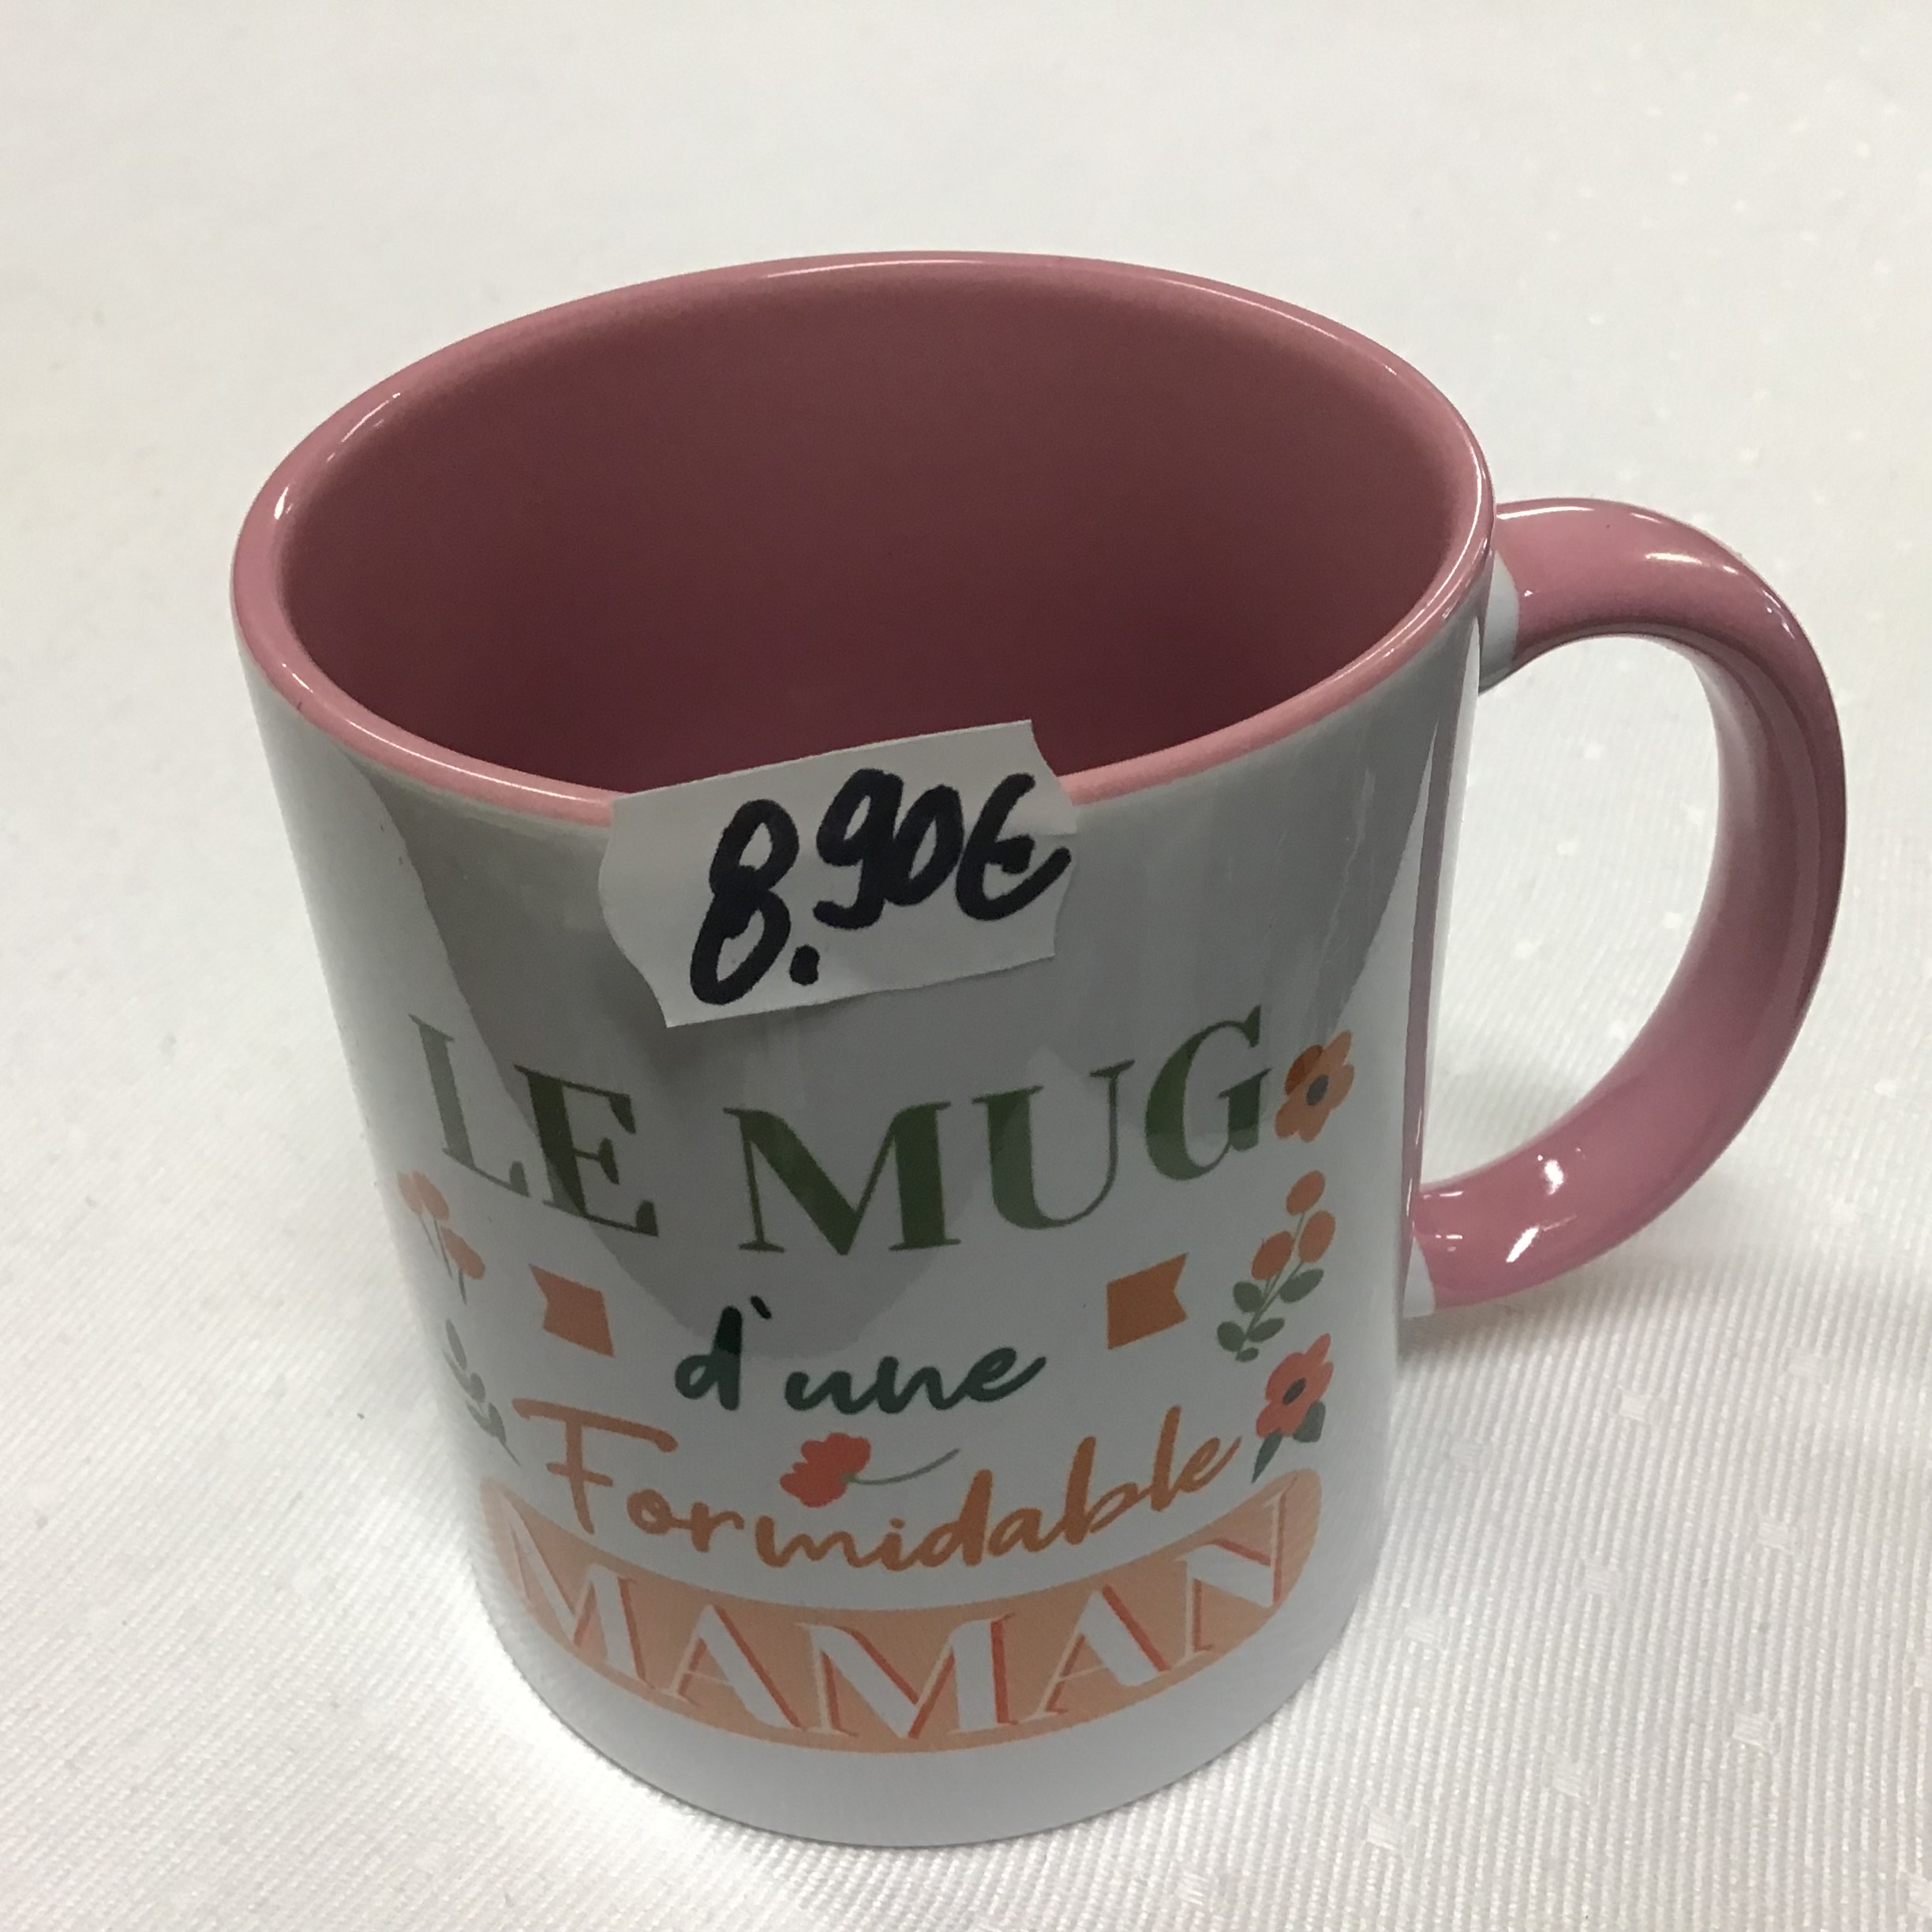 8.90€
LE MUG
d'une
Formidable
MAMAN